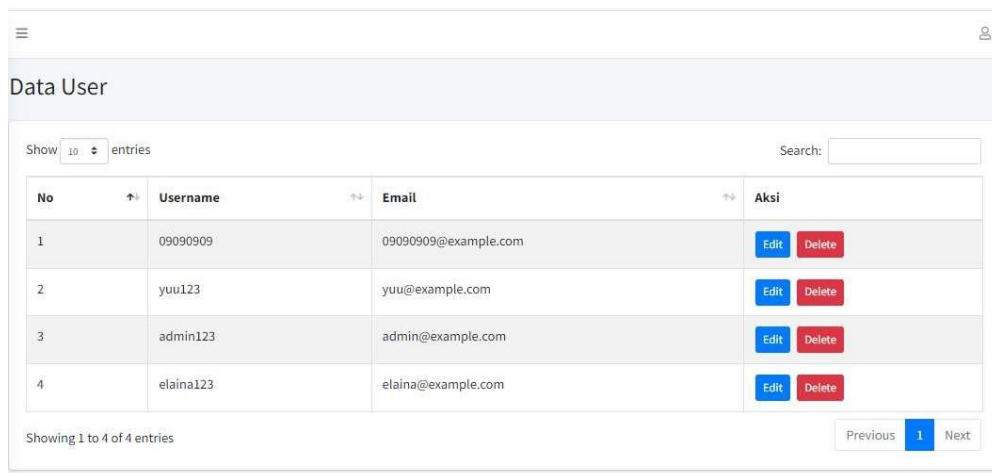 Data User
Show 10 entries Search:
No Username Email Aksi
1 09090909 09090909@example.com Edit Delete
2 yuu123 yuu@example.com Edit Delete
3 admin123 admin@example.com Edit Delete
4 elaina123 elaina@example.com Edit Delete
Showing 1 to 4 of 4 entries Previous 1 Next